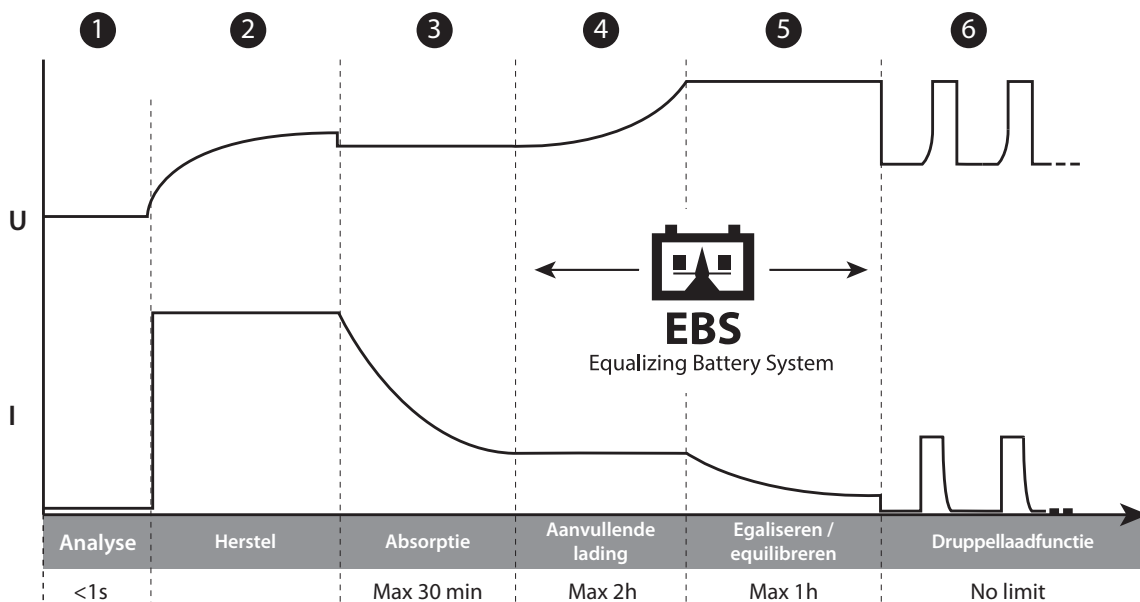 1 2 3 4 5 6
U
EBS
Equalizing Battery System
I
Analyse Herstel Absorptie Aanvullende lading Egaliseren / equilibreren Druppellaadfunctie
<1s Max 30 min Max 2h Max 1h No limit